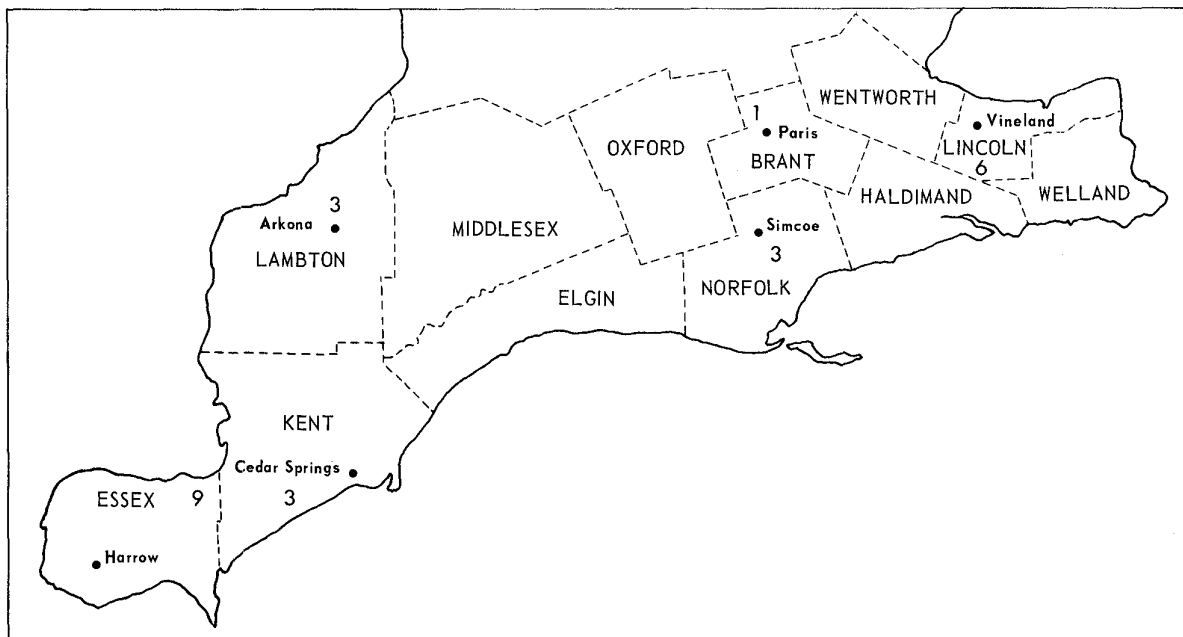 WENTWORTH
1
Paris
Vineland
OXFORD
BRANT
LINCOLN
6
HALDIMAND
WELLAND
3
Arkona
MIDDLESEX
Simcoe
3
LAMBTON
NORFOLK
ELGIN
KENT
Cedar Springs
3
ESSEX 9
Harrow